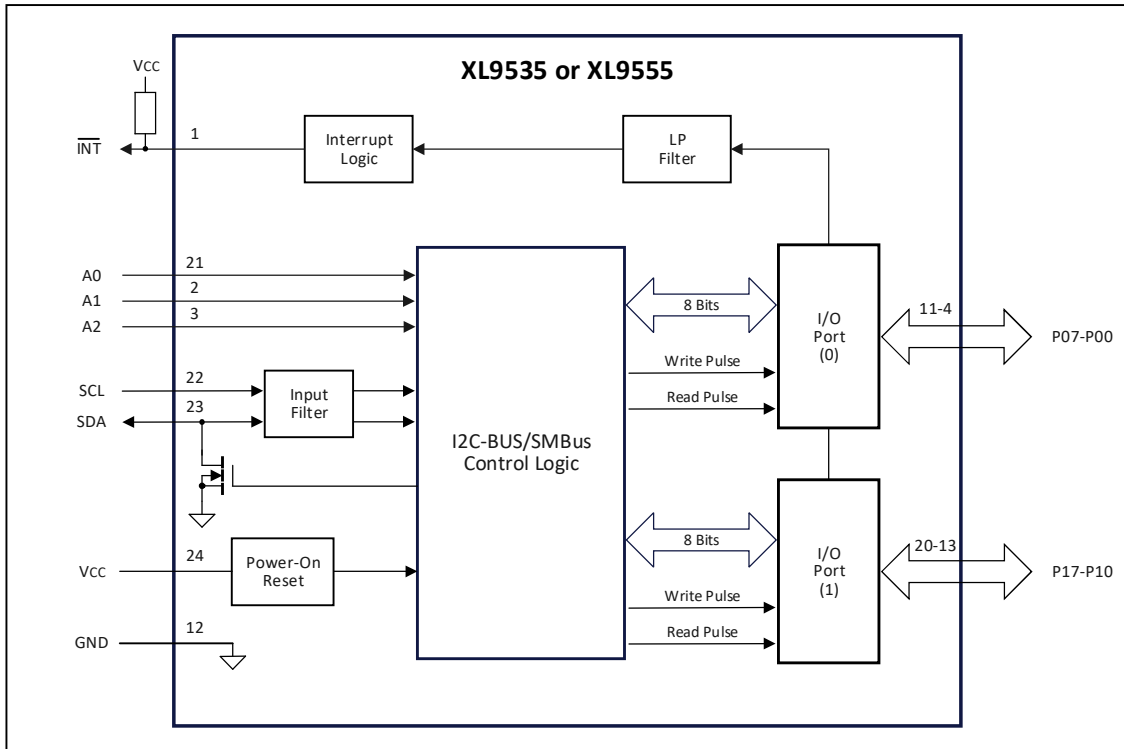 XL9535 or XL9555
VCC
INT
1
Interrupt
Logic
LP
Filter
A0
21
A1
2
A2
3
SCL
22
SDA
23
Input
Filter
I2C-BUS/SMBus
Control Logic
8 Bits
Write Pulse
Read Pulse
I/O
Port
(0)
11-4
P07-P00
VCC
24
Power-On
Reset
GND
12
8 Bits
Write Pulse
Read Pulse
I/O
Port
(1)
20-13
P17-P10